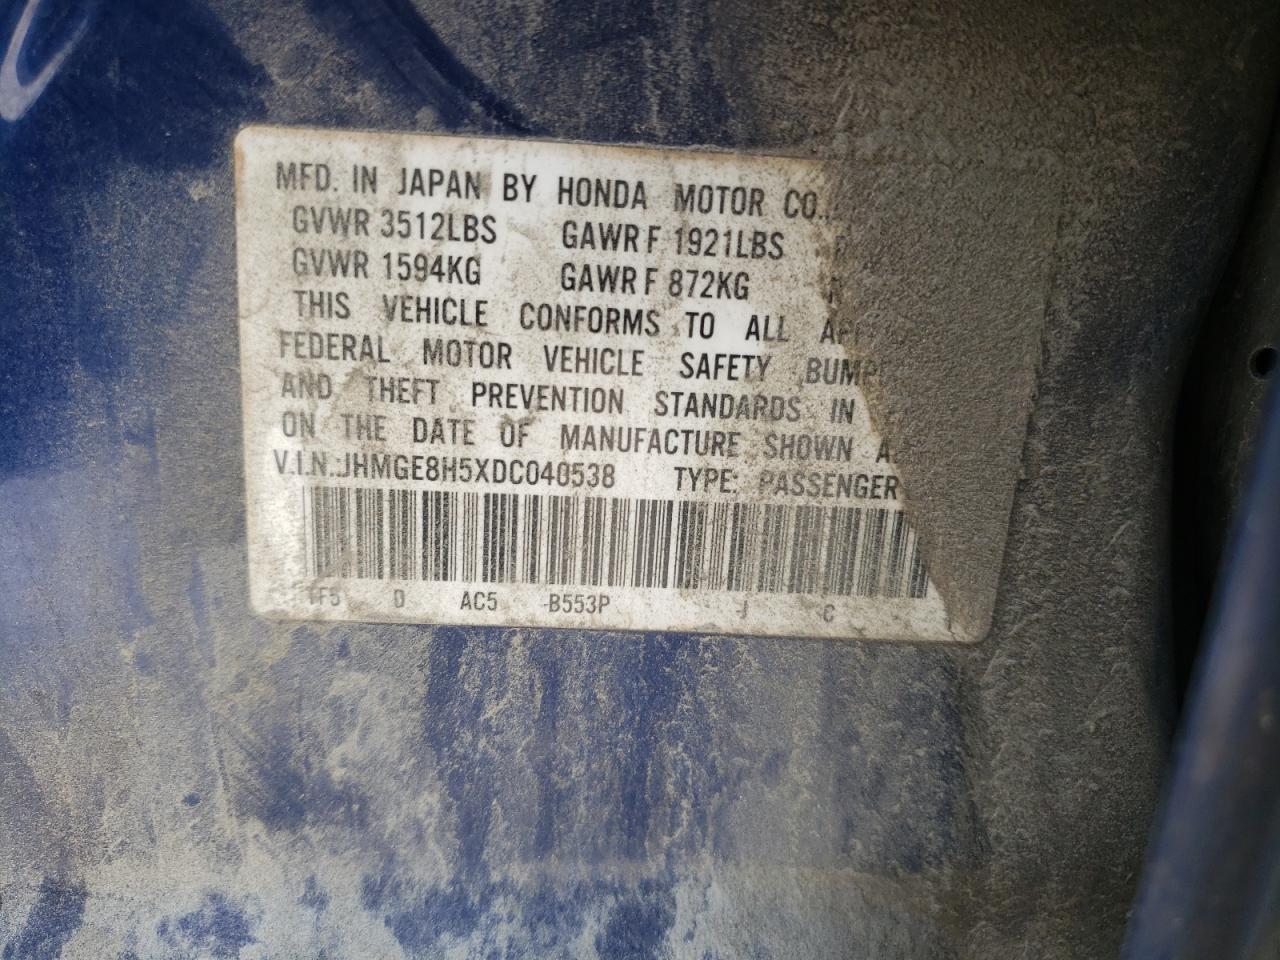 MFD. IN JAPAN BY HONDA MOTOR CO.,
GVWR 3512LBS GAWR F 1921LBS
GVWR 1594KG GAWR F 872KG
THIS VEHICLE CONFORMS TO ALL
FEDERAL MOTOR VEHICLE SAFETY
AND THEFT PREVENTION STANDARDS IN
ON THE DATE OF MANUFACTURE SHOWN
V.I.N.:JHMGE8H5XDC040538 TYPE: PASSENGER
TF5 D AC5 -B553P J C